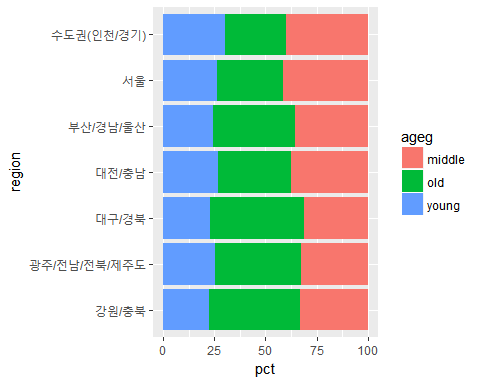 수도권(인천/경기)
서울
부산/경남/울산
대전/충남
대구/경북
광주/전남/전북/제주도
강원/충북
region
0 25 50 75 100
pct
ageg
middle
old
young